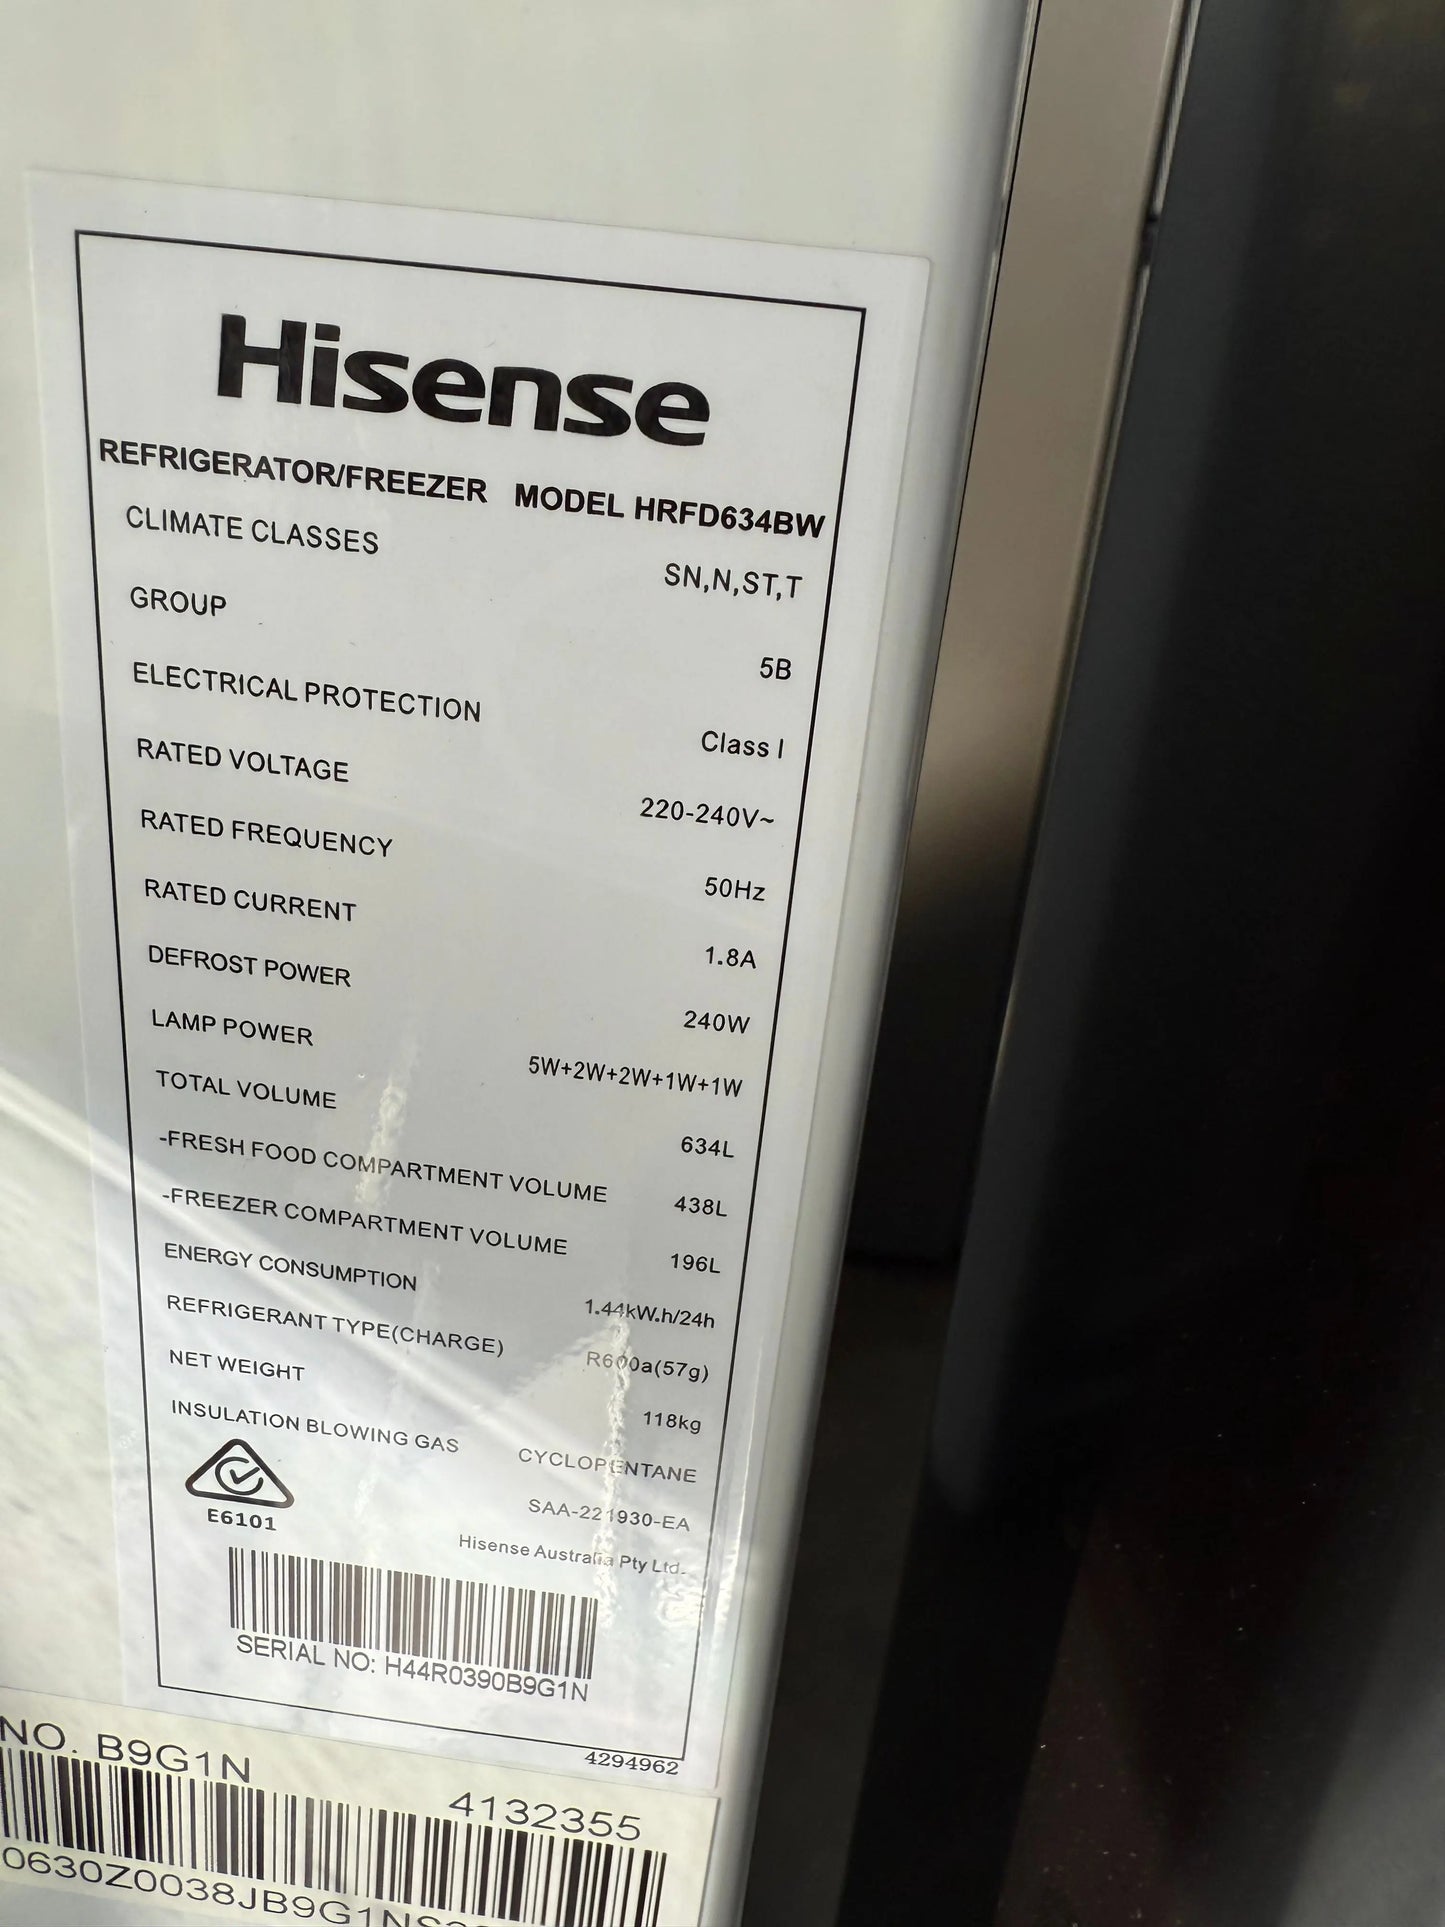 Hisense
REFRIGERATOR/FREEZER MODEL HRFD634BW
CLIMATE CLASSES SN,N,ST,T
GROUP 5B
ELECTRICAL PROTECTION Class I
RATED VOLTAGE 220-240V~
RATED FREQUENCY 50Hz
RATED CURRENT 1.8A
DEFROST POWER 240W
LAMP POWER 5W+2W+2W+1W+1W
TOTAL VOLUME 634L
-FRESH FOOD COMPARTMENT VOLUME 438L
-FREEZER COMPARTMENT VOLUME 196L
ENERGY CONSUMPTION 1.44kW.h/24h
REFRIGERANT TYPE(CHARGE) R600a(57g)
NET WEIGHT 118kg
INSULATION BLOWING GAS CYCLOPENTANE
SAA-221930-EA
E6101
Hisense Australia Pty Ltd.
SERIAL NO: H44R0390B9G1N
4294962
NO. B9G1N
4132355